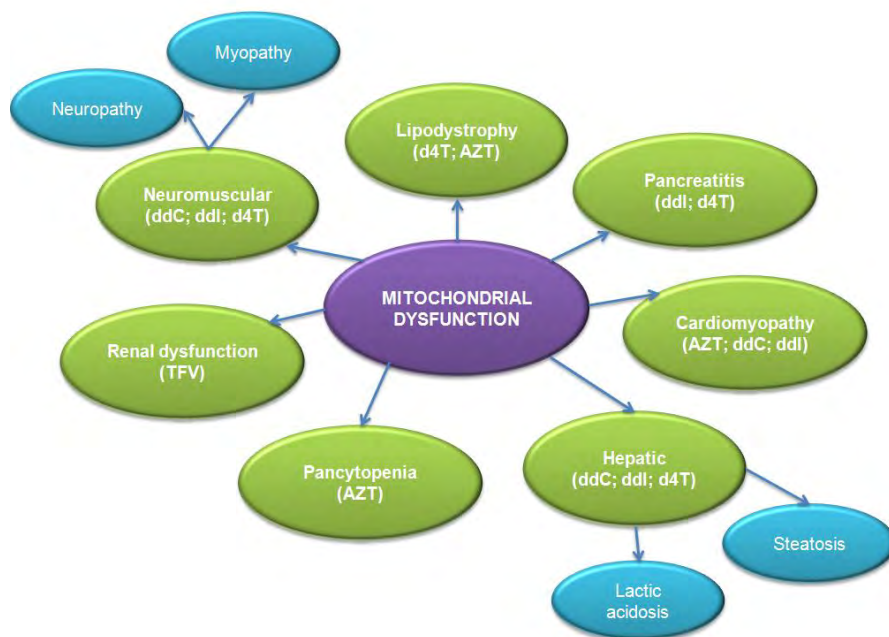 Myopathy
Neuropathy
Lipodystrophy
(d4T; AZT)
Pancreatitis
(ddI; d4T)
Neuromuscular
(ddC; ddI; d4T)
MITOCHONDRIAL
DYSFUNCTION
Cardiomyopathy
(AZT; ddC; ddI)
Renal dysfunction
(TFV)
Pancytopenia
(AZT)
Hepatic
(ddC; ddI; d4T)
Steatosis
Lactic
acidosis